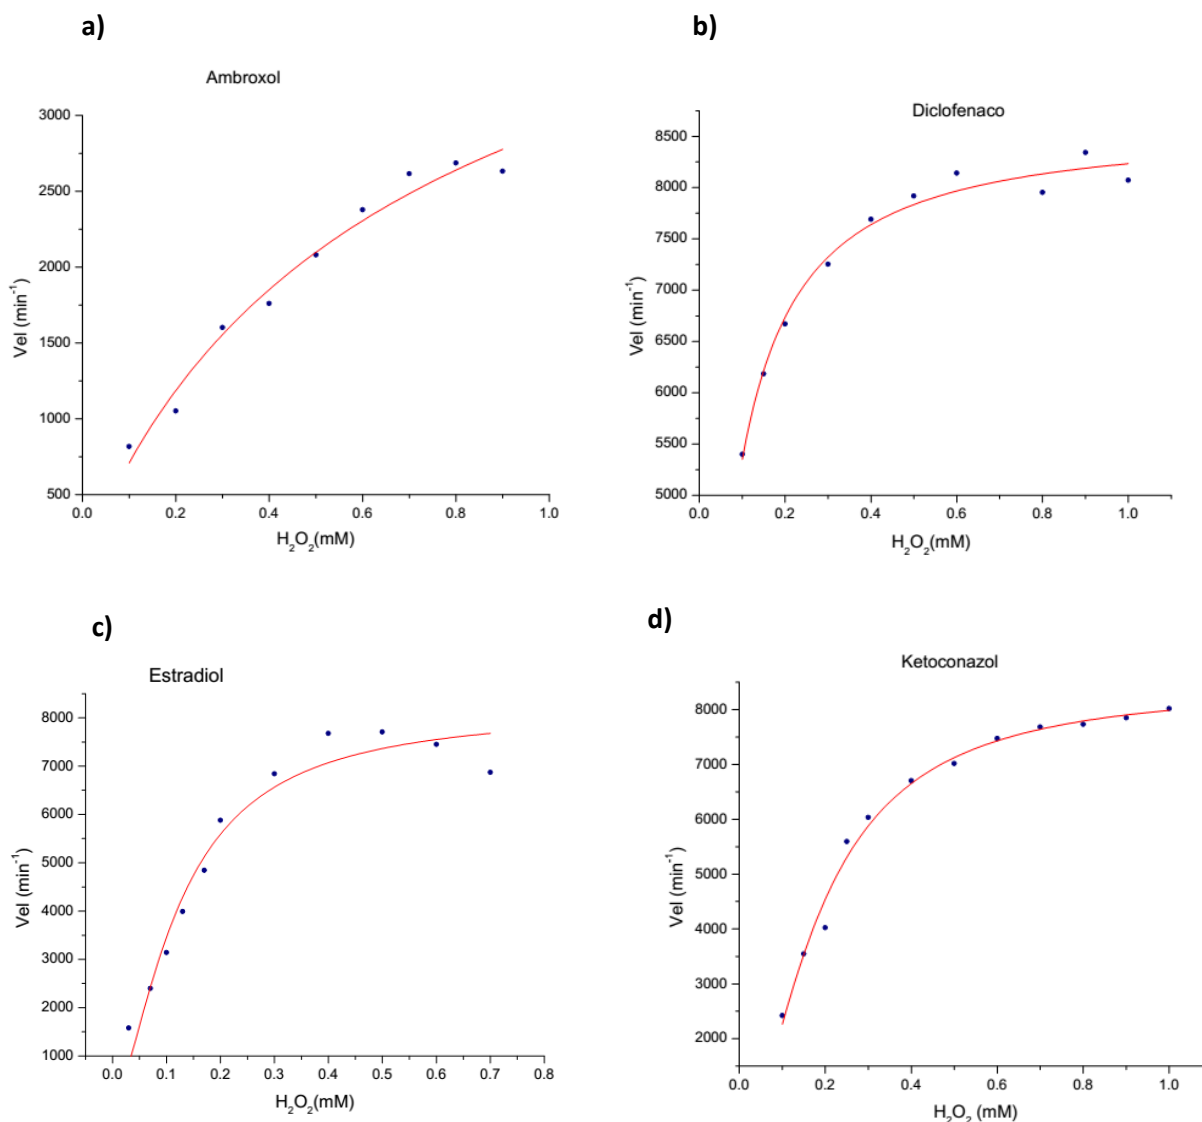 a)
Ambroxol
3000
2500
2000
1500
1000
500
0.0 0.2 0.4 0.6 0.8 1.0
Vel (min⁻¹)
H₂O₂(mM)
b)
Diclofenaco
8500
8000
7500
7000
6500
6000
5500
5000
0.0 0.2 0.4 0.6 0.8 1.0
Vel (min⁻¹)
H₂O₂(mM)
c)
Estradiol
8000
7000
6000
5000
4000
3000
2000
1000
0.0 0.1 0.2 0.3 0.4 0.5 0.6 0.7 0.8
Vel (min⁻¹)
H₂O₂(mM)
d)
Ketoconazol
8000
7000
6000
5000
4000
3000
2000
0.0 0.2 0.4 0.6 0.8 1.0
Vel (min⁻¹)
H₂O₂ (mM)